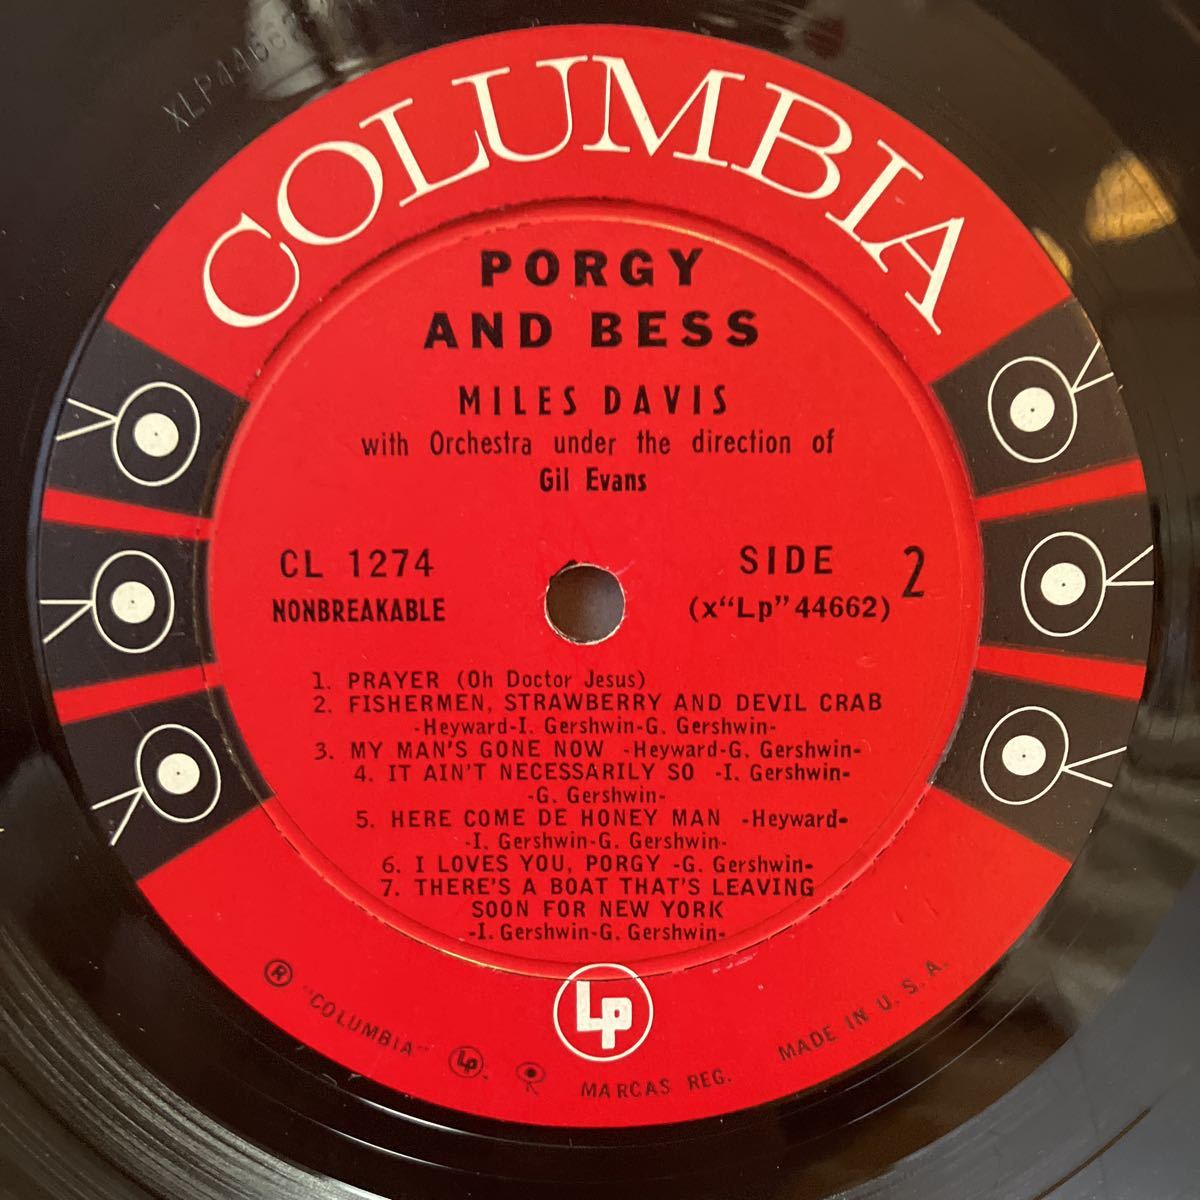 XLP4466
COLUMBIA
PORGY
AND BESS
MILES DAVIS
with Orchestra under the direction of
Gil Evans
CL 1274
NONBREAKABLE
SIDE 2
(x“Lp”44662)
1. PRAYER (Oh Doctor Jesus)
2. FISHERMEN, STRAWBERRY AND DEVIL CRAB
-Heyward-I. Gershwin-G. Gershwin-
3. MY MAN'S GONE NOW -Heyward-G. Gershwin-
4. IT AIN'T NECESSARILY SO -I. Gershwin-
-G. Gershwin-
5. HERE COME DE HONEY MAN -Heyward-
-I. Gershwin-G. Gershwin-
6. I LOVES YOU, PORGY -G. Gershwin-
7. THERE'S A BOAT THAT'S LEAVING
SOON FOR NEW YORK
-I. Gershwin-G. Gershwin-
LP
® "COLUMBIA" LP MARCAS REG. MADE IN U.S.A.